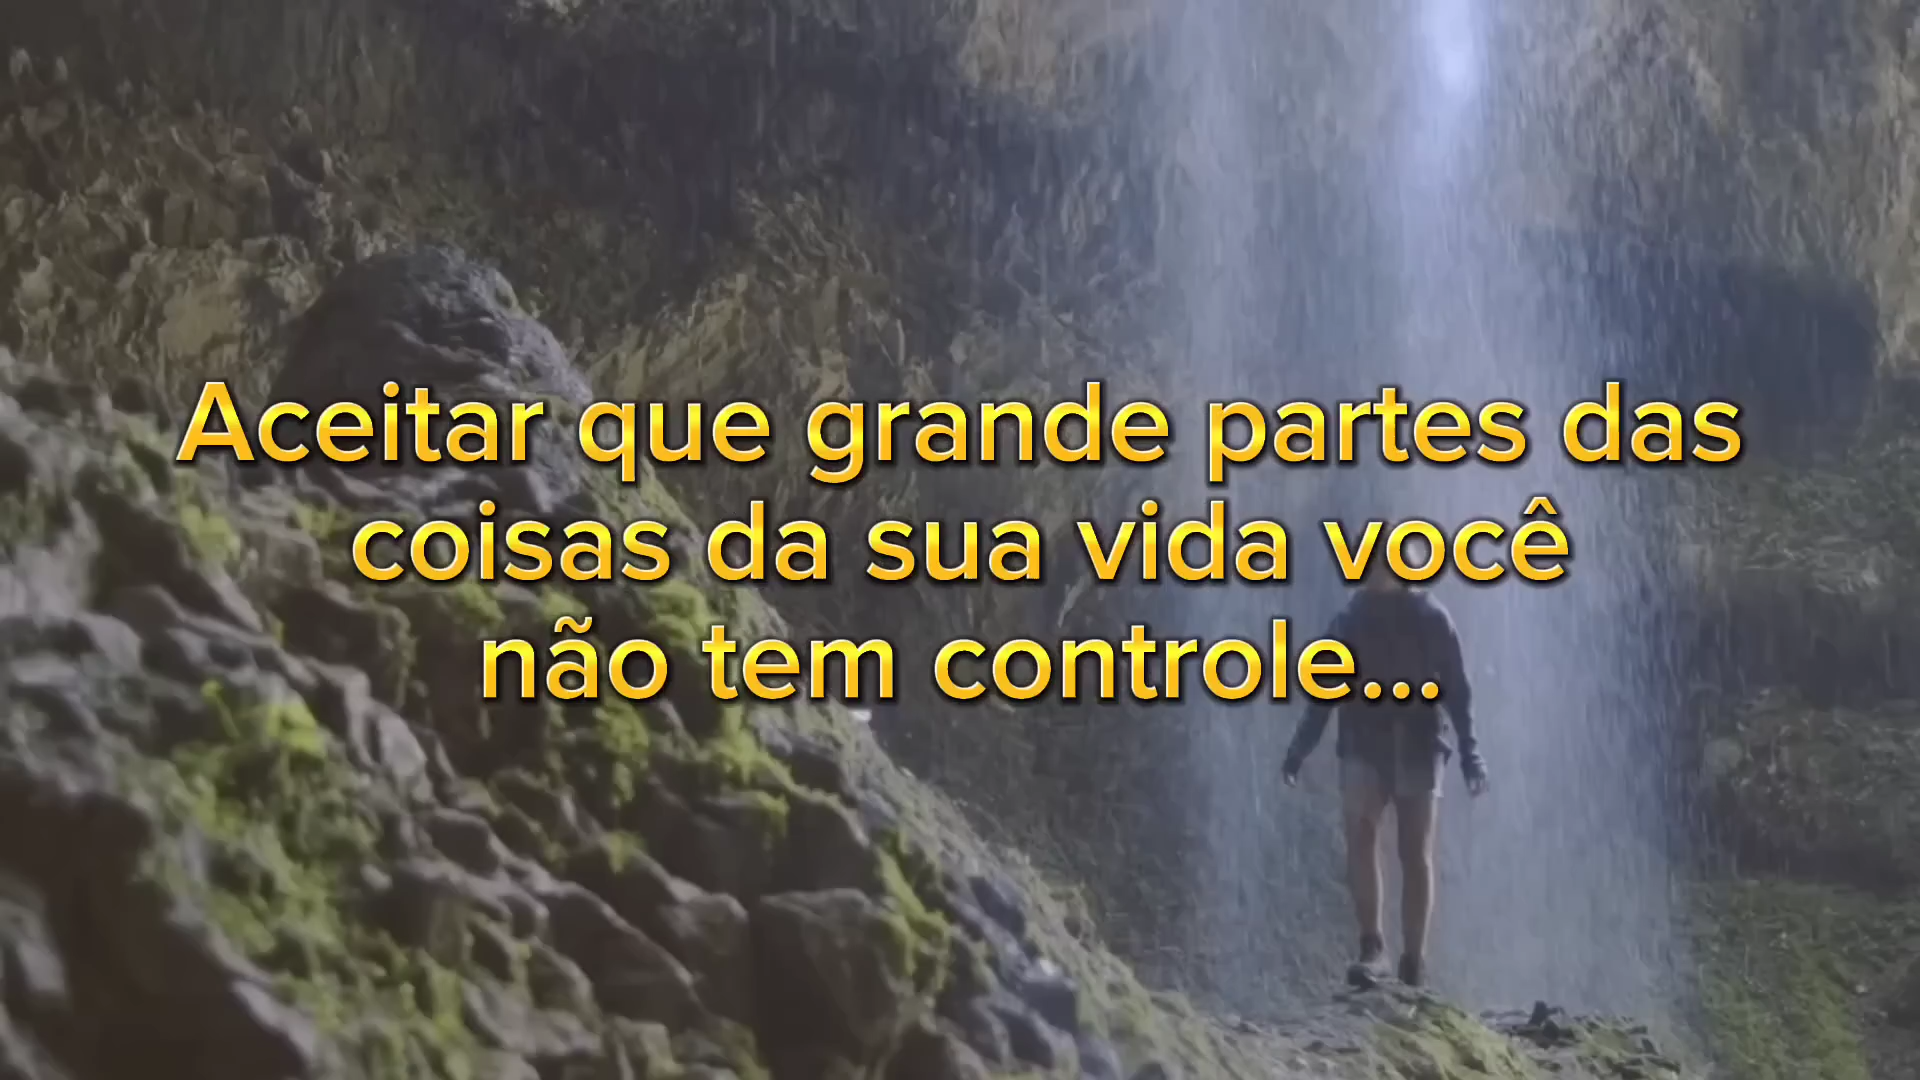 Aceitar que grande partes das
coisas da sua vida você
não tem controle...